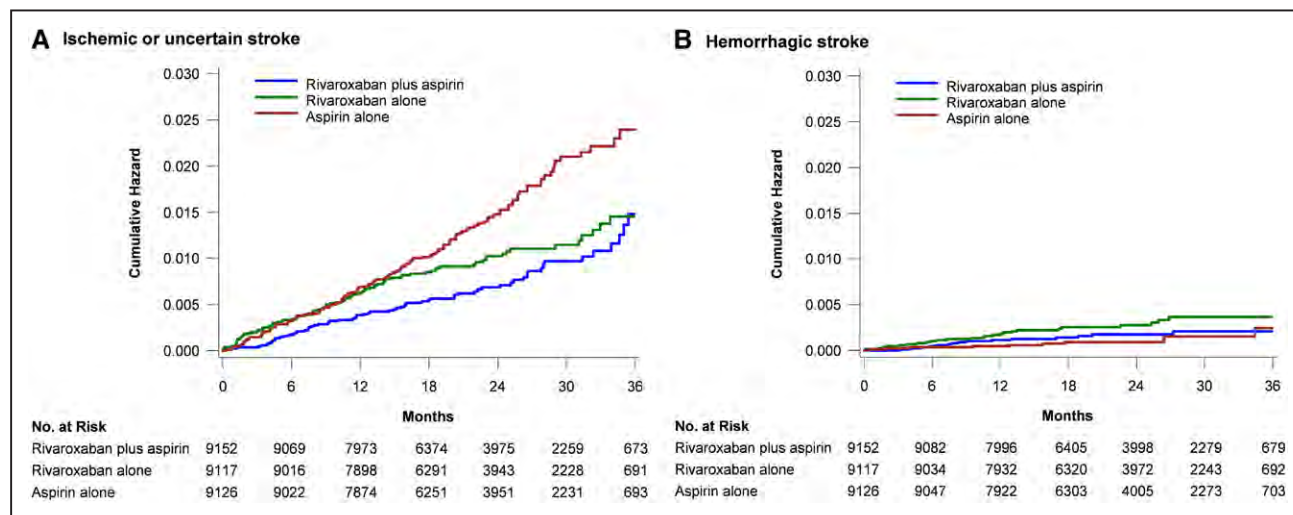 A Ischemic or uncertain stroke
0.030
0.025
0.020
0.015
0.010
0.005
0.000
Cumulative Hazard
Rivaroxaban plus aspirin
Rivaroxaban alone
Aspirin alone
0 6 12 18 24 30 36
Months
No. at Risk
Rivaroxaban plus aspirin 9152 9069 7973 6374 3975 2259 673
Rivaroxaban alone 9117 9016 7898 6291 3943 2228 691
Aspirin alone 9126 9022 7874 6251 3951 2231 693
B Hemorrhagic stroke
0.030
0.025
0.020
0.015
0.010
0.005
0.000
Cumulative Hazard
Rivaroxaban plus aspirin
Rivaroxaban alone
Aspirin alone
0 6 12 18 24 30 36
Months
No. at Risk
Rivaroxaban plus aspirin 9152 9082 7996 6405 3998 2279 679
Rivaroxaban alone 9117 9034 7932 6320 3972 2243 692
Aspirin alone 9126 9047 7922 6303 4005 2273 703